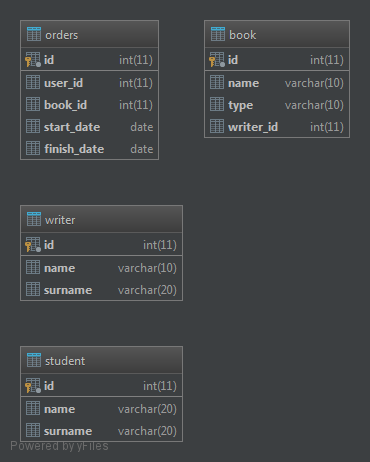 orders
id int(11)
user_id int(11)
book_id int(11)
start_date date
finish_date date
book
id int(11)
name varchar(10)
type varchar(10)
writer_id int(11)
writer
id int(11)
name varchar(10)
surname varchar(20)
student
id int(11)
name varchar(20)
surname varchar(20)
Powered by yFiles